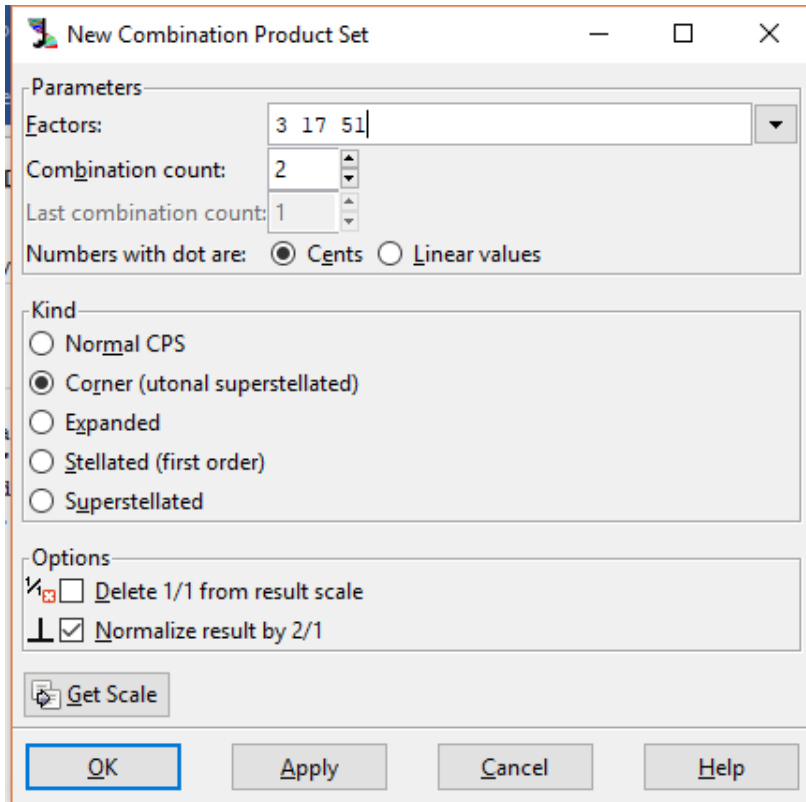 New Combination Product Set
Parameters
Factors: 3 17 51
Combination count: 2
Last combination count: 1
Numbers with dot are: Cents Linear values
Kind
Normal CPS
Corner (utonal superstellated)
Expanded
Stellated (first order)
Superstellated
Options
1/1 Delete 1/1 from result scale
Normalize result by 2/1
Get Scale
OK Apply Cancel Help